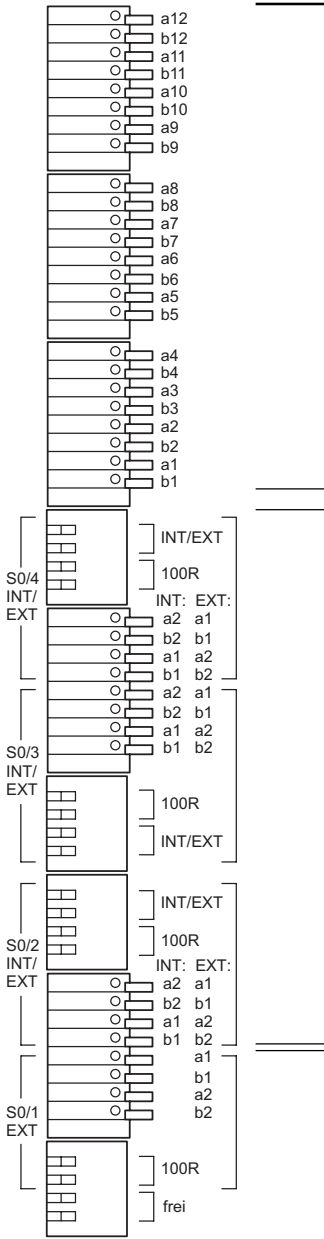 a12
b12
a11
b11
a10
b10
a9
b9
a8
b8
a7
b7
a6
b6
a5
b5
a4
b4
a3
b3
a2
b2
a1
b1
INT/EXT
S0/4
INT/
EXT
100R
INT: EXT:
a2 a1
b2 b1
a1 a2
b1 b2
a2 a1
b2 b1
a1 a2
b1 b2
S0/3
INT/
EXT
100R
INT/EXT
INT/EXT
S0/2
INT/
EXT
100R
INT: EXT:
a2 a1
b2 b1
a1 a2
b1 b2
a1
b1
a2
b2
S0/1
EXT
100R
frei